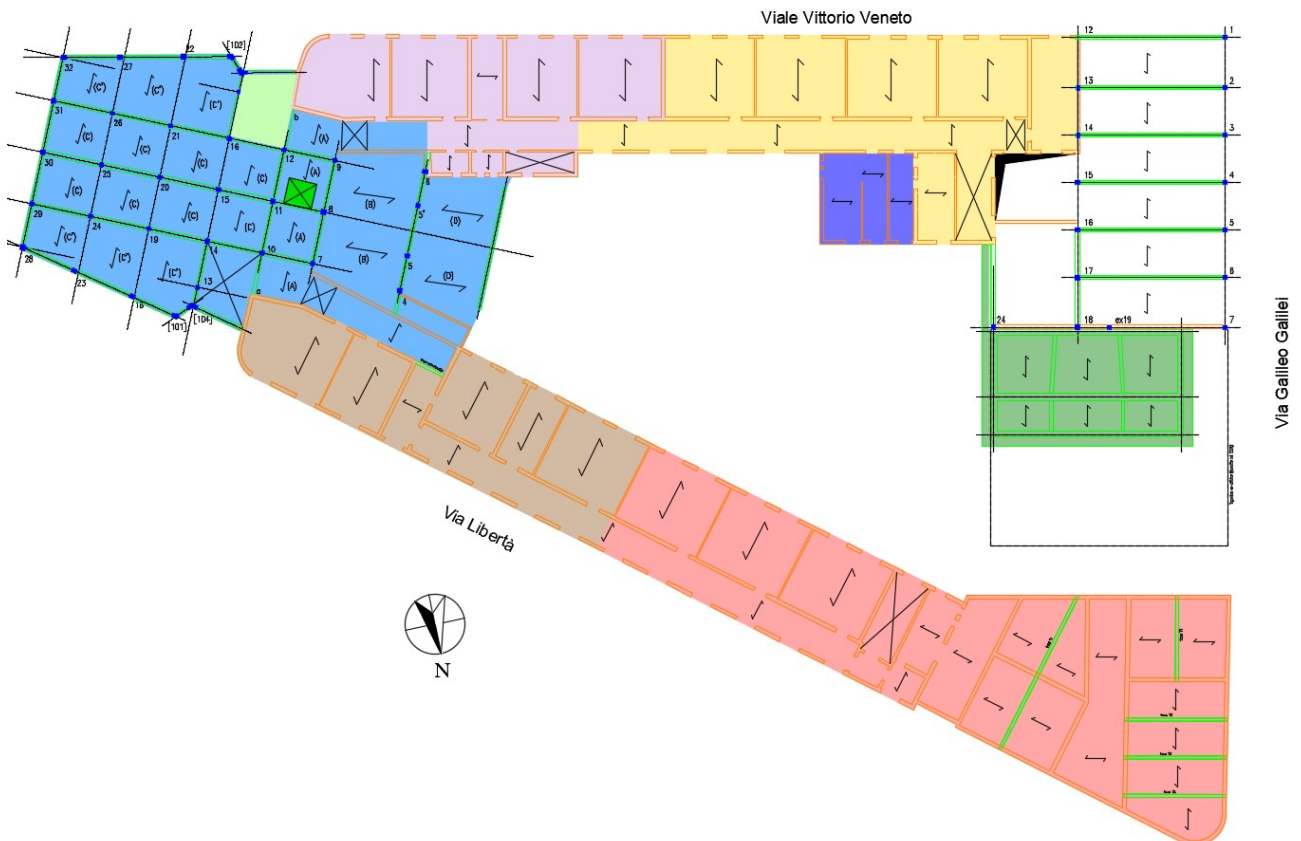 Viale Vittorio Veneto
[102]
22
27
32
(C")
(C")
(C")
31
26
21
16
(C)
(C)
(C)
(C)
30
25
20
15
(C)
(C)
(C)
29
24
19
14
(C")
(C")
(C")
28
23
18
13
[101]
[104]
b
(A)
12
9
(A)
11
8
(A)
10
7
(A)
a
(B)
(B)
6
5'
5
4
(D)
(D)
12
1
13
2
14
3
15
4
16
5
17
6
24
18
ex19
7
Via Galileo Galilei
Via Libertà
N